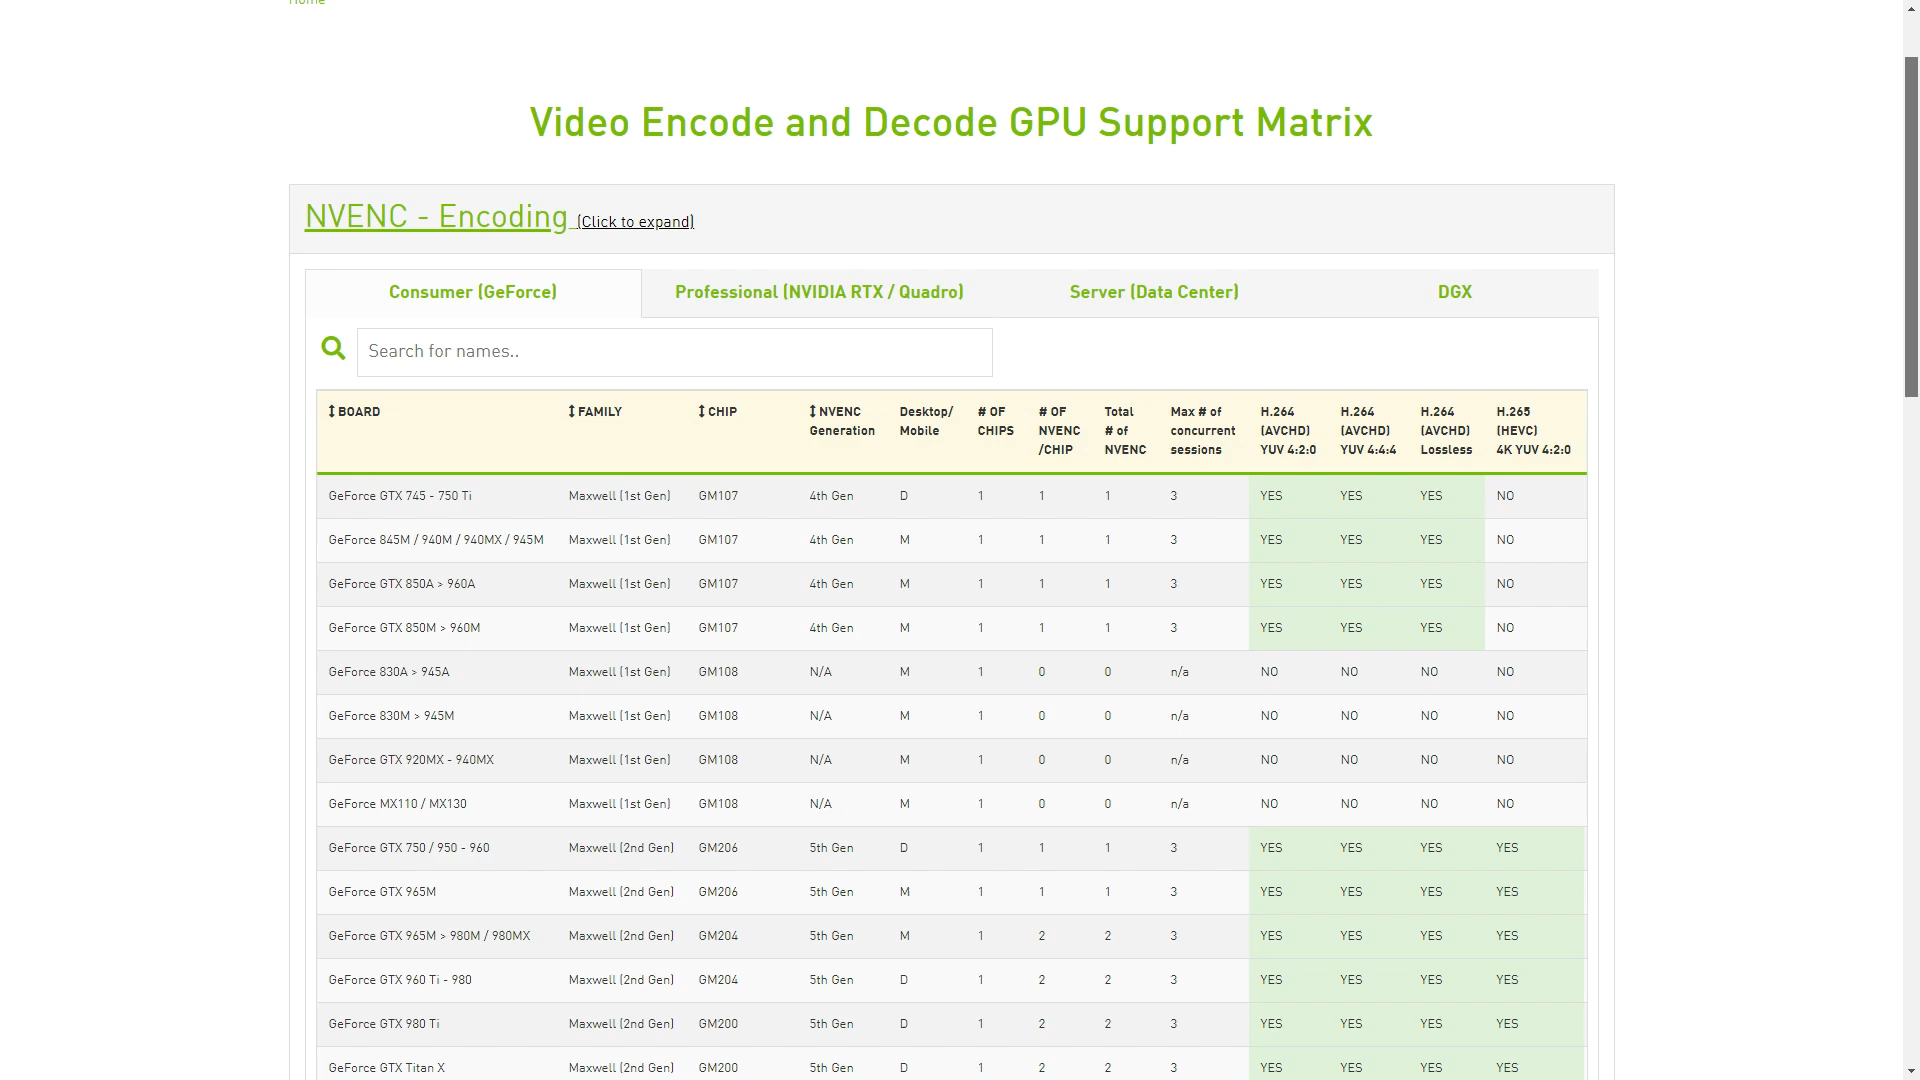 Home
Video Encode and Decode GPU Support Matrix
NVENC - Encoding (Click to expand)
Consumer (GeForce) Professional (NVIDIA RTX / Quadro) Server (Data Center) DGX
Search for names..
BOARD FAMILY CHIP NVENC Generation Desktop/ Mobile # OF CHIPS # OF NVENC /CHIP Total # of NVENC Max # of concurrent sessions H.264 (AVCHD) YUV 4:2:0 H.264 (AVCHD) YUV 4:4:4 H.264 (AVCHD) Lossless H.265 (HEVC) 4K YUV 4:2:0
GeForce GTX 745 - 750 Ti Maxwell (1st Gen) GM107 4th Gen D 1 1 1 3 YES YES YES NO
GeForce 845M / 940M / 940MX / 945M Maxwell (1st Gen) GM107 4th Gen M 1 1 1 3 YES YES YES NO
GeForce GTX 850A > 960A Maxwell (1st Gen) GM107 4th Gen M 1 1 1 3 YES YES YES NO
GeForce GTX 850M > 960M Maxwell (1st Gen) GM107 4th Gen M 1 1 1 3 YES YES YES NO
GeForce 830A > 945A Maxwell (1st Gen) GM108 N/A M 1 0 0 n/a NO NO NO NO
GeForce 830M > 945M Maxwell (1st Gen) GM108 N/A M 1 0 0 n/a NO NO NO NO
GeForce GTX 920MX - 940MX Maxwell (1st Gen) GM108 N/A M 1 0 0 n/a NO NO NO NO
GeForce MX110 / MX130 Maxwell (1st Gen) GM108 N/A M 1 0 0 n/a NO NO NO NO
GeForce GTX 750 / 950 - 960 Maxwell (2nd Gen) GM206 5th Gen D 1 1 1 3 YES YES YES YES
GeForce GTX 965M Maxwell (2nd Gen) GM206 5th Gen M 1 1 1 3 YES YES YES YES
GeForce GTX 965M > 980M / 980MX Maxwell (2nd Gen) GM204 5th Gen M 1 2 2 3 YES YES YES YES
GeForce GTX 960 Ti - 980 Maxwell (2nd Gen) GM204 5th Gen D 1 2 2 3 YES YES YES YES
GeForce GTX 980 Ti Maxwell (2nd Gen) GM200 5th Gen D 1 2 2 3 YES YES YES YES
GeForce GTX Titan X Maxwell (2nd Gen) GM200 5th Gen D 1 2 2 3 YES YES YES YES